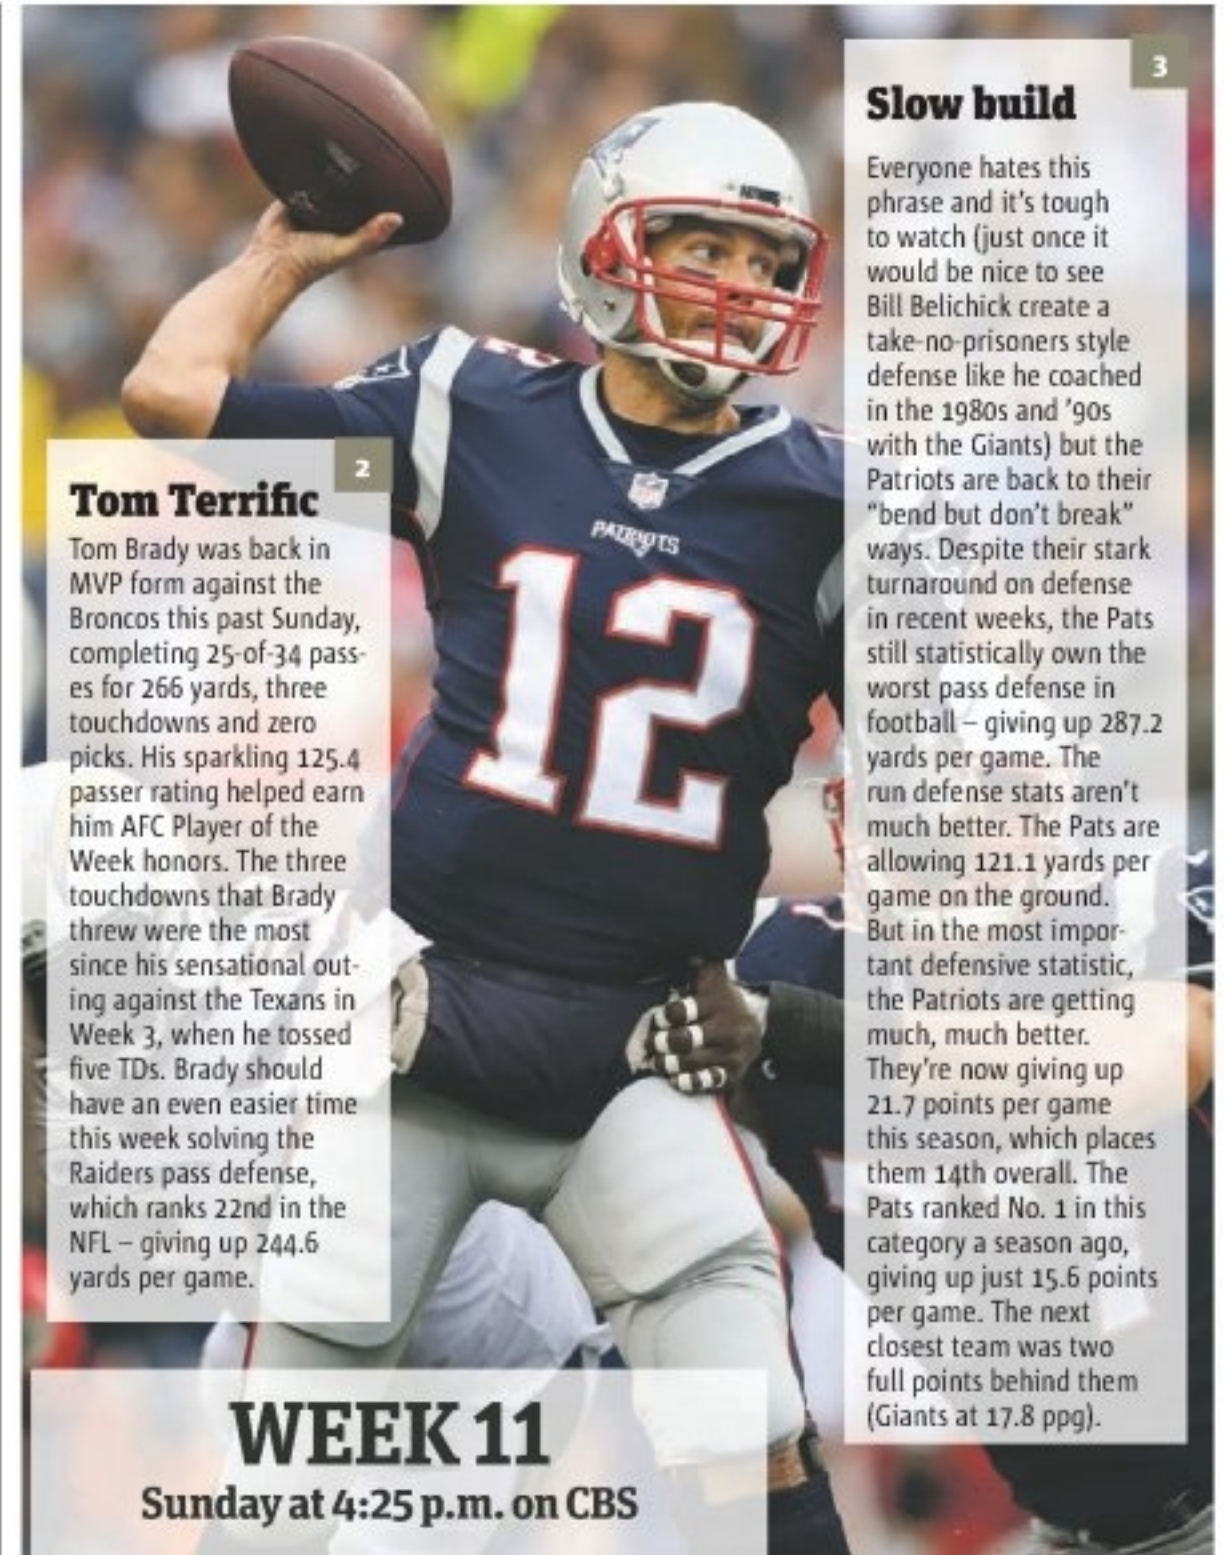 2
Tom Terrific
Tom Brady was back in
MVP form against the
Broncos this past Sunday,
completing 25-of-34 pass-
es for 266 yards, three
touchdowns and zero
picks. His sparkling 125.4
passer rating helped earn
him AFC Player of the
Week honors. The three
touchdowns that Brady
threw were the most
since his sensational out-
ing against the Texans in
Week 3, when he tossed
five TDs. Brady should
have an even easier time
this week solving the
Raiders pass defense,
which ranks 22nd in the
NFL – giving up 244.6
yards per game.
3
Slow build
Everyone hates this
phrase and it's tough
to watch (just once it
would be nice to see
Bill Belichick create a
take-no-prisoners style
defense like he coached
in the 1980s and '90s
with the Giants) but the
Patriots are back to their
"bend but don't break"
ways. Despite their stark
turnaround on defense
in recent weeks, the Pats
still statistically own the
worst pass defense in
football – giving up 287.2
yards per game. The
run defense stats aren't
much better. The Pats are
allowing 121.1 yards per
game on the ground.
But in the most impor-
tant defensive statistic,
the Patriots are getting
much, much better.
They're now giving up
21.7 points per game
this season, which places
them 14th overall. The
Pats ranked No. 1 in this
category a season ago,
giving up just 15.6 points
per game. The next
closest team was two
full points behind them
(Giants at 17.8 ppg).
PATRIOTS
12
WEEK 11
Sunday at 4:25 p.m. on CBS